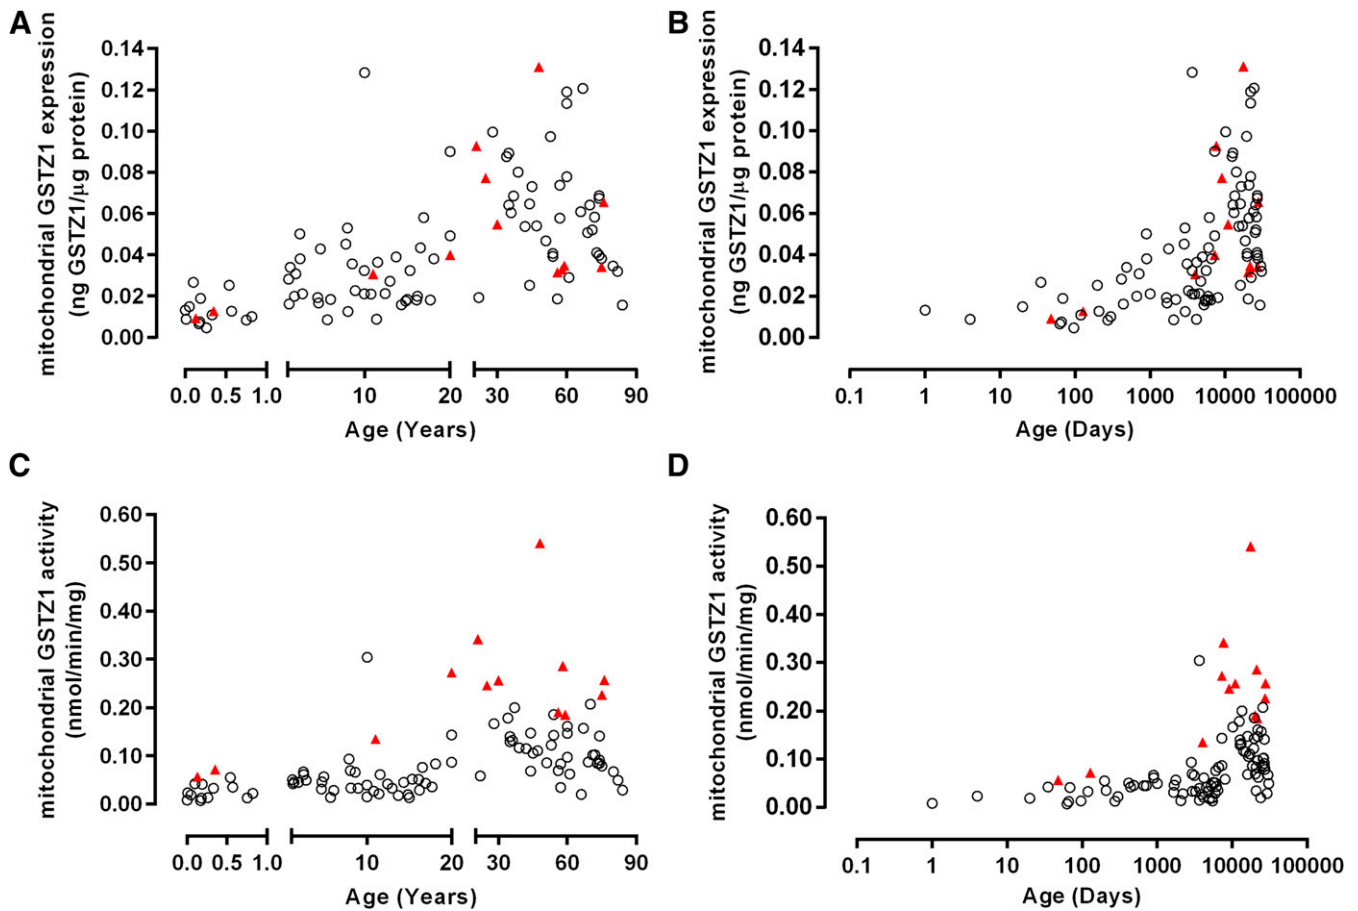 A
mitochondrial GSTZ1 expression
(ng GSTZ1/µg protein)
0.14
0.12
0.10
0.08
0.06
0.04
0.02
0.00
0.0 0.5 1.0 10 20 30 60 90
Age (Years)
B
mitochondrial GSTZ1 expression
(ng GSTZ1/µg protein)
0.14
0.12
0.10
0.08
0.06
0.04
0.02
0.00
0.1 1 10 100 1000 10000 100000
Age (Days)
C
mitochondrial GSTZ1 activity
(nmol/min/mg)
0.60
0.50
0.40
0.30
0.20
0.10
0.00
0.0 0.5 1.0 10 20 30 60 90
Age (Years)
D
mitochondrial GSTZ1 activity
(nmol/min/mg)
0.60
0.50
0.40
0.30
0.20
0.10
0.00
0.1 1 10 100 1000 10000 100000
Age (Days)